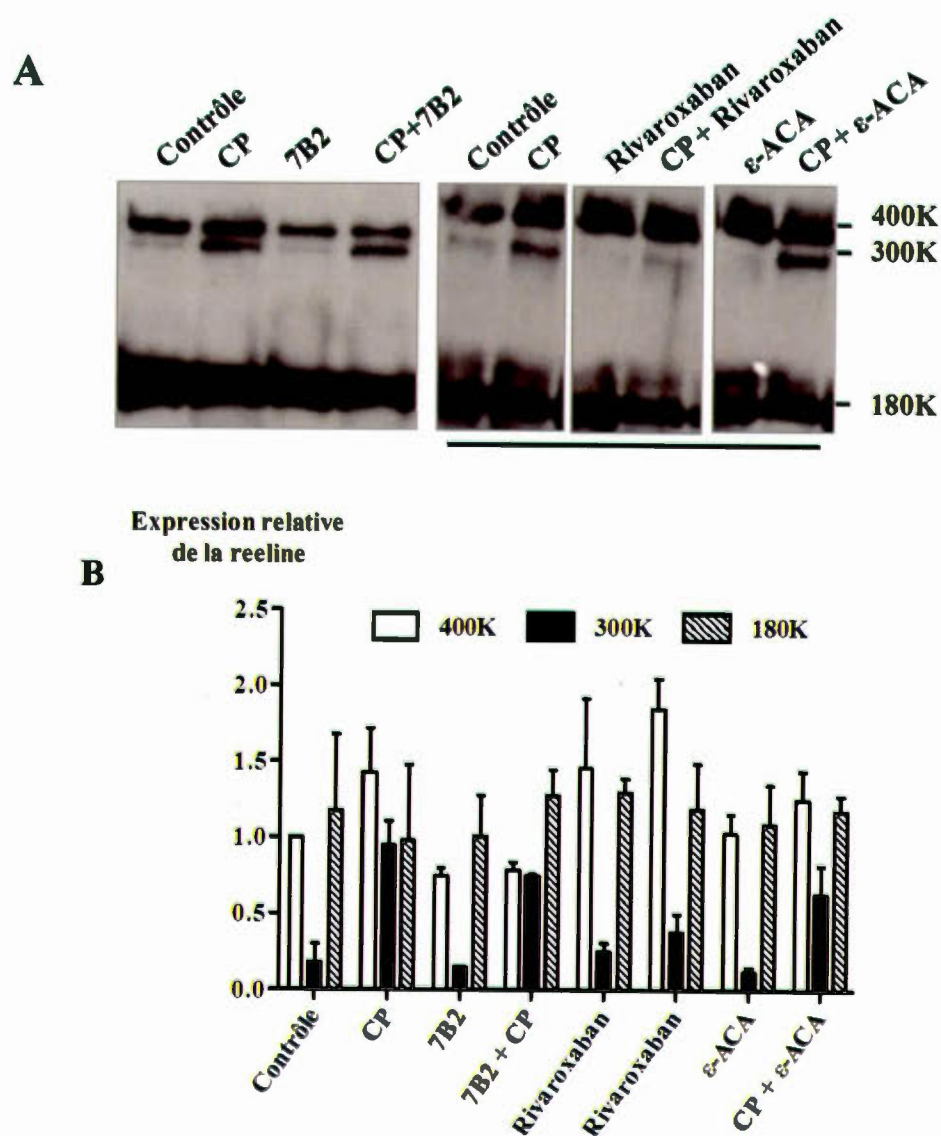 A
Contrôle
CP
7B2
CP+7B2
Contrôle
CP
Rivaroxaban
CP + Rivaroxaban
ε-ACA
CP + ε-ACA
400K
300K
180K
Expression relative
de la reeline
B
2.5
2.0
1.5
1.0
0.5
0.0
400K
300K
180K
Contrôle
CP
7B2
7B2 + CP
Rivaroxaban
Rivaroxaban
ε-ACA
CP + ε-ACA